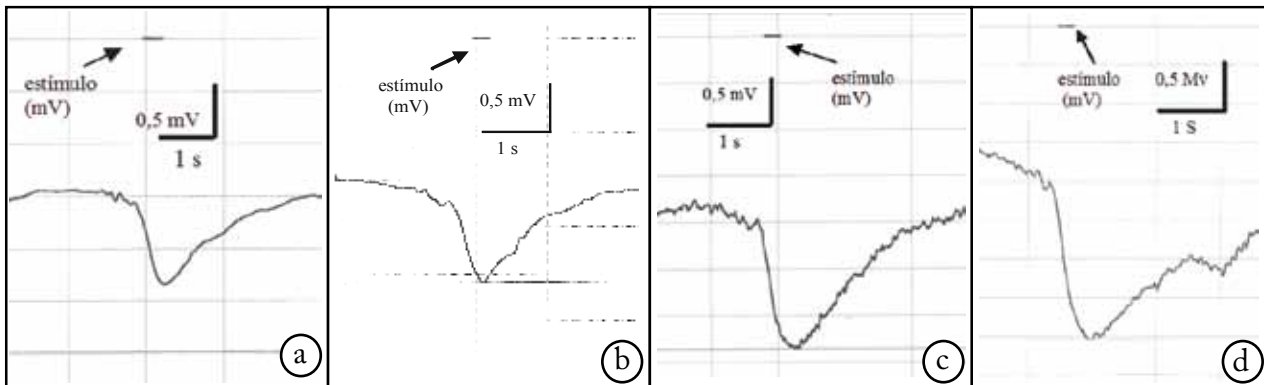 estímulo
(mV)
0,5 mV
1 s
a
estímulo
(mV)
0,5 mV
1 s
b
0,5 mV
1 s
estímulo
(mV)
c
estímulo
(mV)
0,5 Mv
1 S
d